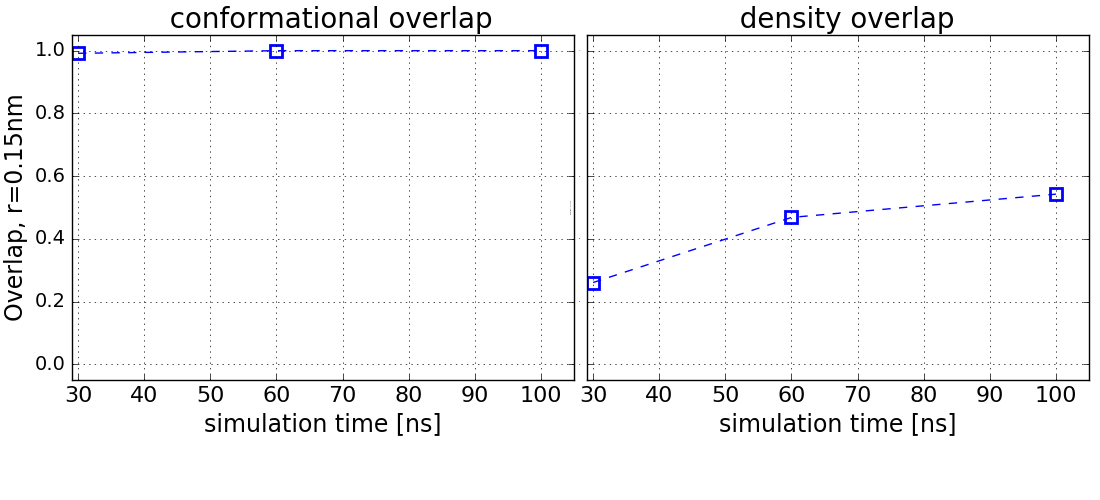 conformational overlap
density overlap
Overlap, r=0.15nm
1.0
0.8
0.6
0.4
0.2
0.0
30 40 50 60 70 80 90 100
30 40 50 60 70 80 90 100
simulation time [ns]
simulation time [ns]